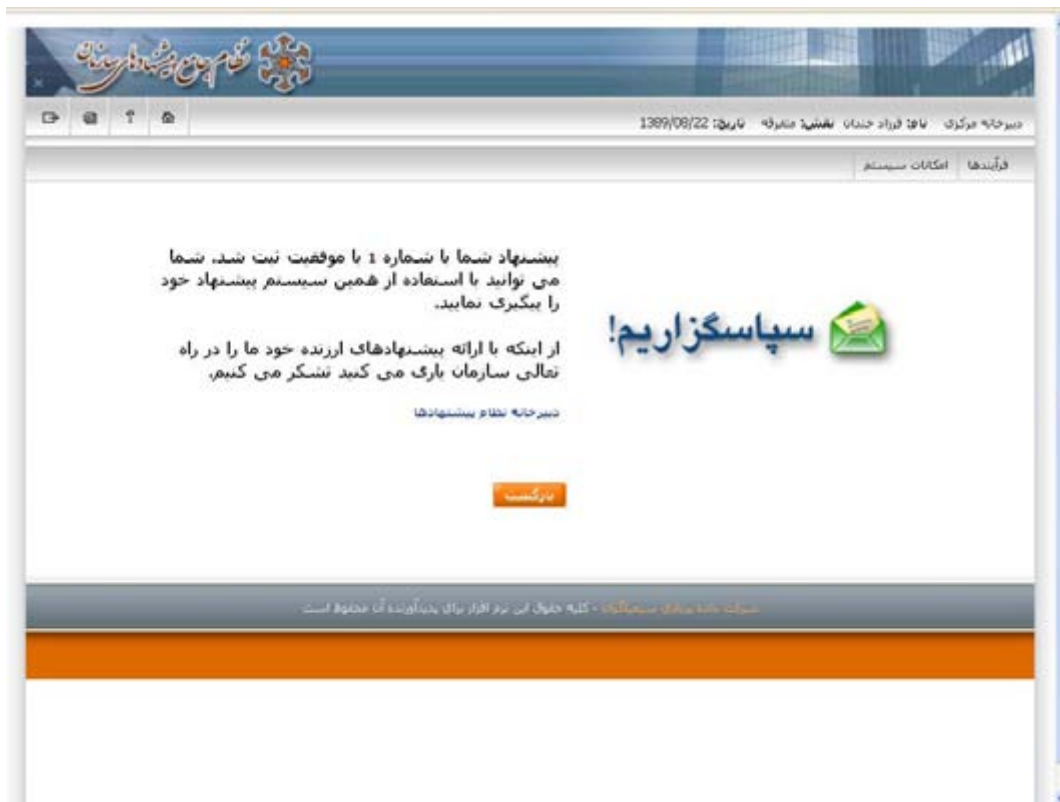 نظام جامع پیشنهادهای سازمان
دبیرخانه مرکزی نام: فرزاد خندان نقش: متفرقه تاریخ: 1389/08/22
فرآیندها امکانات سیستم
پیشنهاد شما با شماره 1 با موفقیت ثبت شد. شما
می توانید با استفاده از همین سیستم پیشنهاد خود
را پیگیری نمایید.
سپاسگزاریم!
از اینکه با ارائه پیشنهادهای ارزنده خود ما را در راه
تعالی سازمان یاری می کنید تشکر می کنیم.
دبیرخانه نظام پیشنهادها
بازگشت
شرکت داده پردازی - کلیه حقوق این نرم افزار برای پدیدآورنده آن محفوظ است